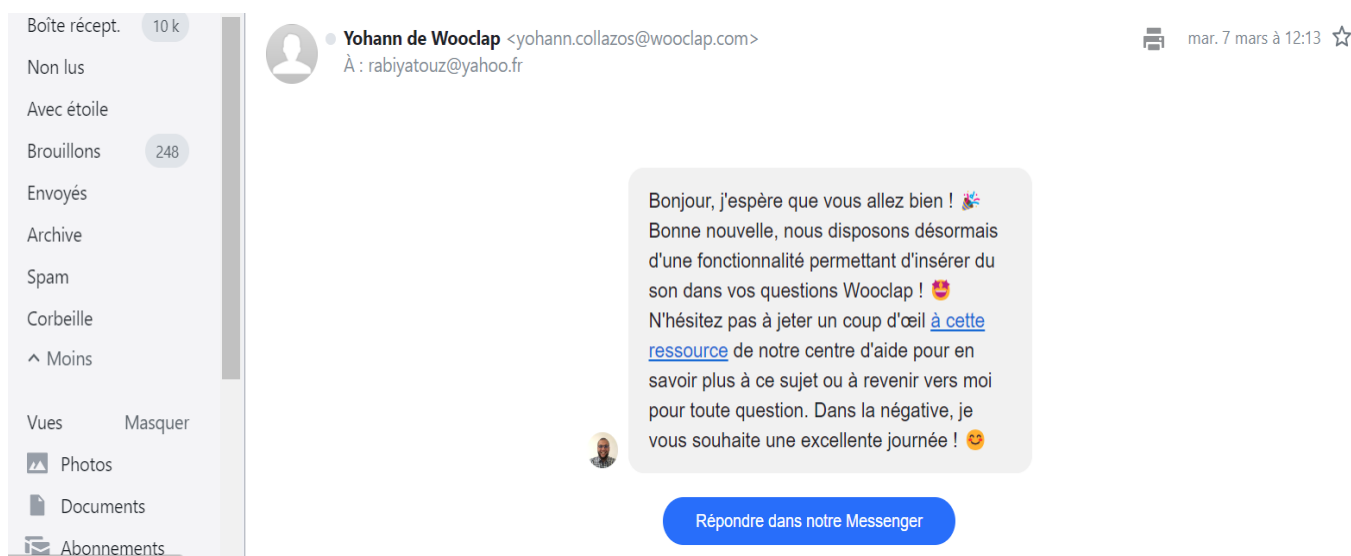 Boîte récept. 10 k
Non lus
Avec étoile
Brouillons 248
Envoyés
Archive
Spam
Corbeille
Moins
Vues Masquer
Photos
Documents
Abonnements
Yohann de Wooclap <yohann.collazos@wooclap.com>
À : rabiyatouz@yahoo.fr
mar. 7 mars à 12:13
Bonjour, j'espère que vous allez bien ! 🎉
Bonne nouvelle, nous disposons désormais
d'une fonctionnalité permettant d'insérer du
son dans vos questions Wooclap ! 🤩
N'hésitez pas à jeter un coup d'œil à cette
ressource de notre centre d'aide pour en
savoir plus à ce sujet ou à revenir vers moi
pour toute question. Dans la négative, je
vous souhaite une excellente journée ! 😊
Répondre dans notre Messenger